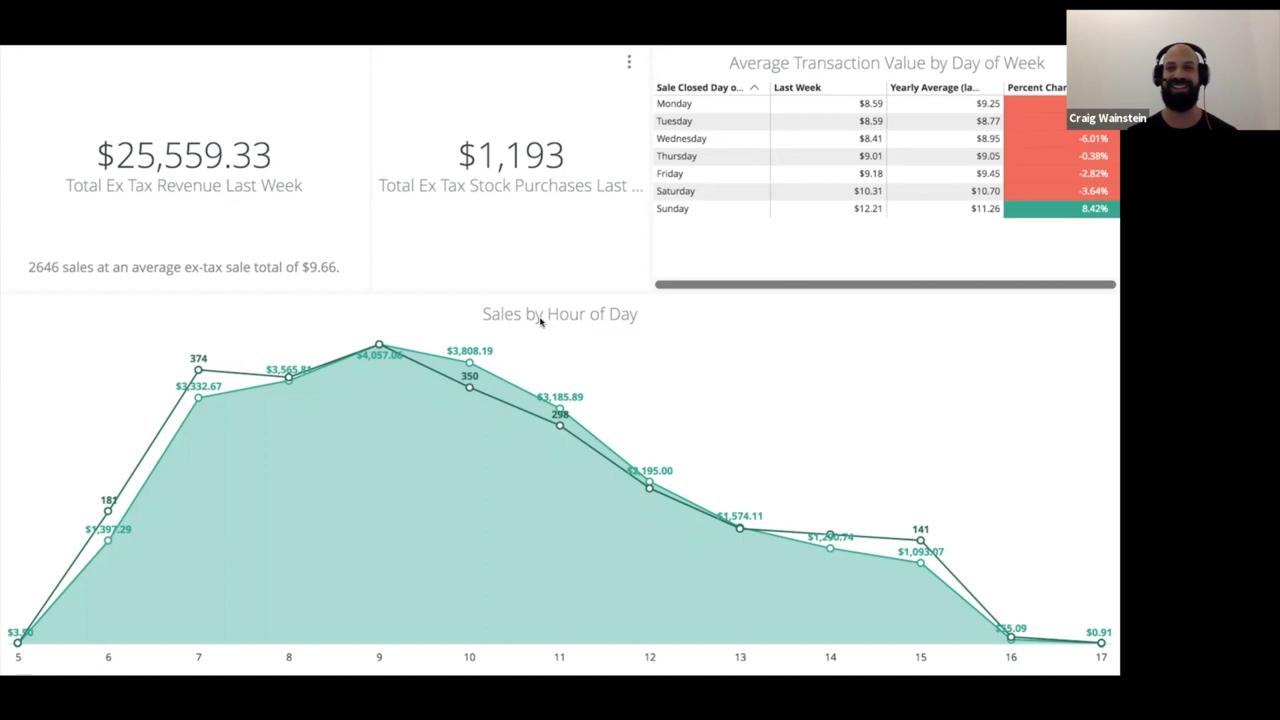 $25,559.33
Total Ex Tax Revenue Last Week
2646 sales at an average ex-tax sale total of $9.66.
$1,193
Total Ex Tax Stock Purchases Last ...
Average Transaction Value by Day of Week
Sale Closed Day o... Last Week Yearly Average (la... Percent Chan
Monday $8.59 $9.25
Tuesday $8.59 $8.77
Wednesday $8.41 $8.95 -6.01%
Thursday $9.01 $9.05 -0.38%
Friday $9.18 $9.45 -2.82%
Saturday $10.31 $10.70 -3.64%
Sunday $12.21 $11.26 8.42%
Craig Wainstein
Sales by Hour of Day
374
$3,332.67
$3,808.19
350
$3,185.89
298
181
$1,397.29
$2,195.00
$1,574.11
141
$1,093.07
$0.91
5 6 7 8 9 10 11 12 13 14 15 16 17